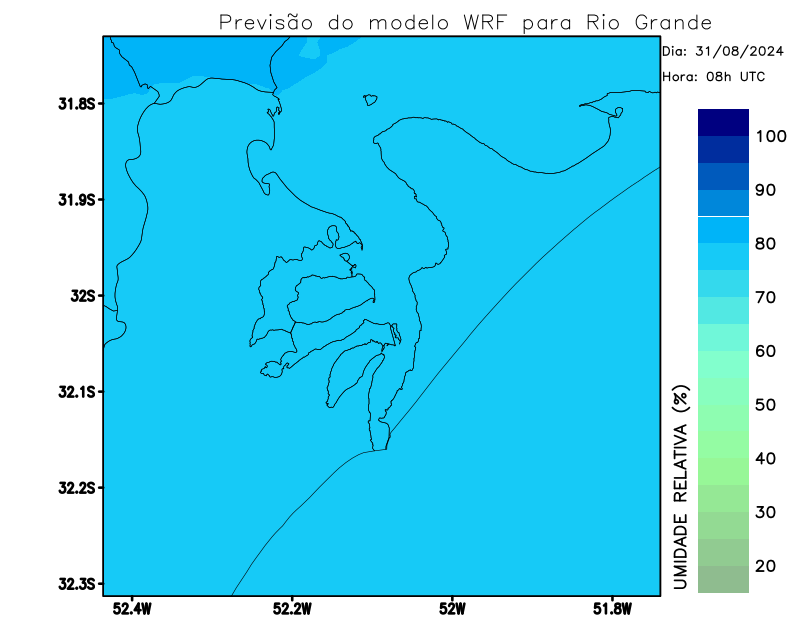 Previsão do modelo WRF para Rio Grande
Dia: 31/08/2024
Hora: 08h UTC
31.8S
31.9S
32S
32.1S
32.2S
32.3S
52.4W
52.2W
52W
51.8W
100
90
80
70
60
50
40
30
20
UMIDADE RELATIVA (%)